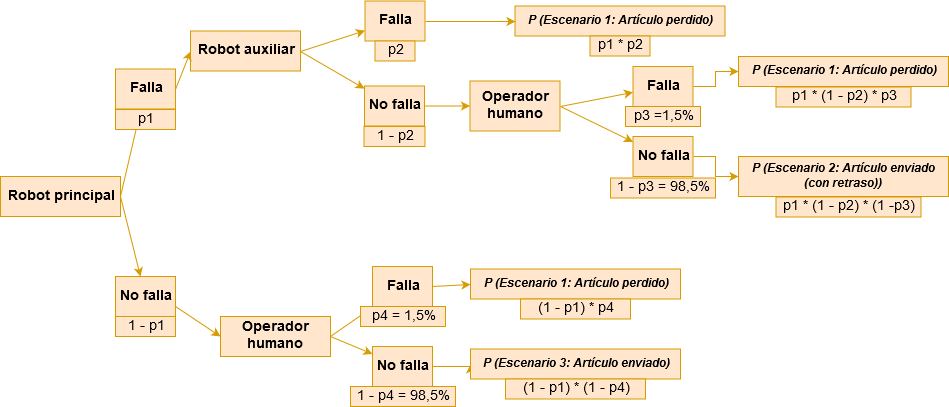 Falla
p2
P (Escenario 1: Artículo perdido)
p1 * p2
Robot auxiliar
Falla
p1
No falla
1 - p2
Operador
humano
Falla
p3 =1,5%
P (Escenario 1: Artículo perdido)
p1 * (1 - p2) * p3
No falla
1 - p3 = 98,5%
P (Escenario 2: Artículo enviado
(con retraso))
p1 * (1 - p2) * (1 -p3)
Robot principal
No falla
1 - p1
Operador
humano
Falla
p4 = 1,5%
P (Escenario 1: Artículo perdido)
(1 - p1) * p4
No falla
1 - p4 = 98,5%
P (Escenario 3: Artículo enviado)
(1 - p1) * (1 - p4)